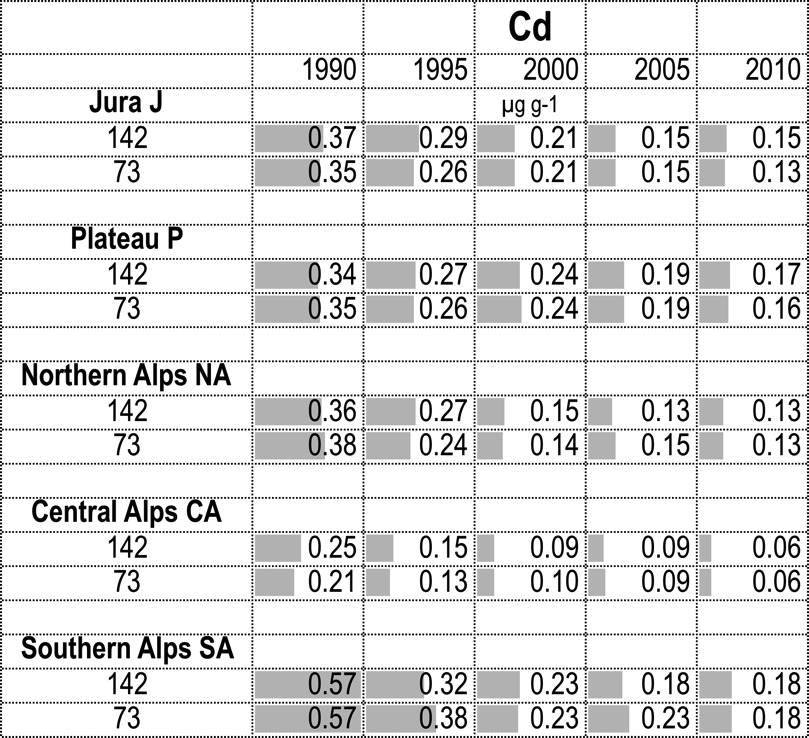 Cd
1990 1995 2000 2005 2010
Jura J µg g-1
142 0.37 0.29 0.21 0.15 0.15
73 0.35 0.26 0.21 0.15 0.13
Plateau P
142 0.34 0.27 0.24 0.19 0.17
73 0.35 0.26 0.24 0.19 0.16
Northern Alps NA
142 0.36 0.27 0.15 0.13 0.13
73 0.38 0.24 0.14 0.15 0.13
Central Alps CA
142 0.25 0.15 0.09 0.09 0.06
73 0.21 0.13 0.10 0.09 0.06
Southern Alps SA
142 0.57 0.32 0.23 0.18 0.18
73 0.57 0.38 0.23 0.23 0.18